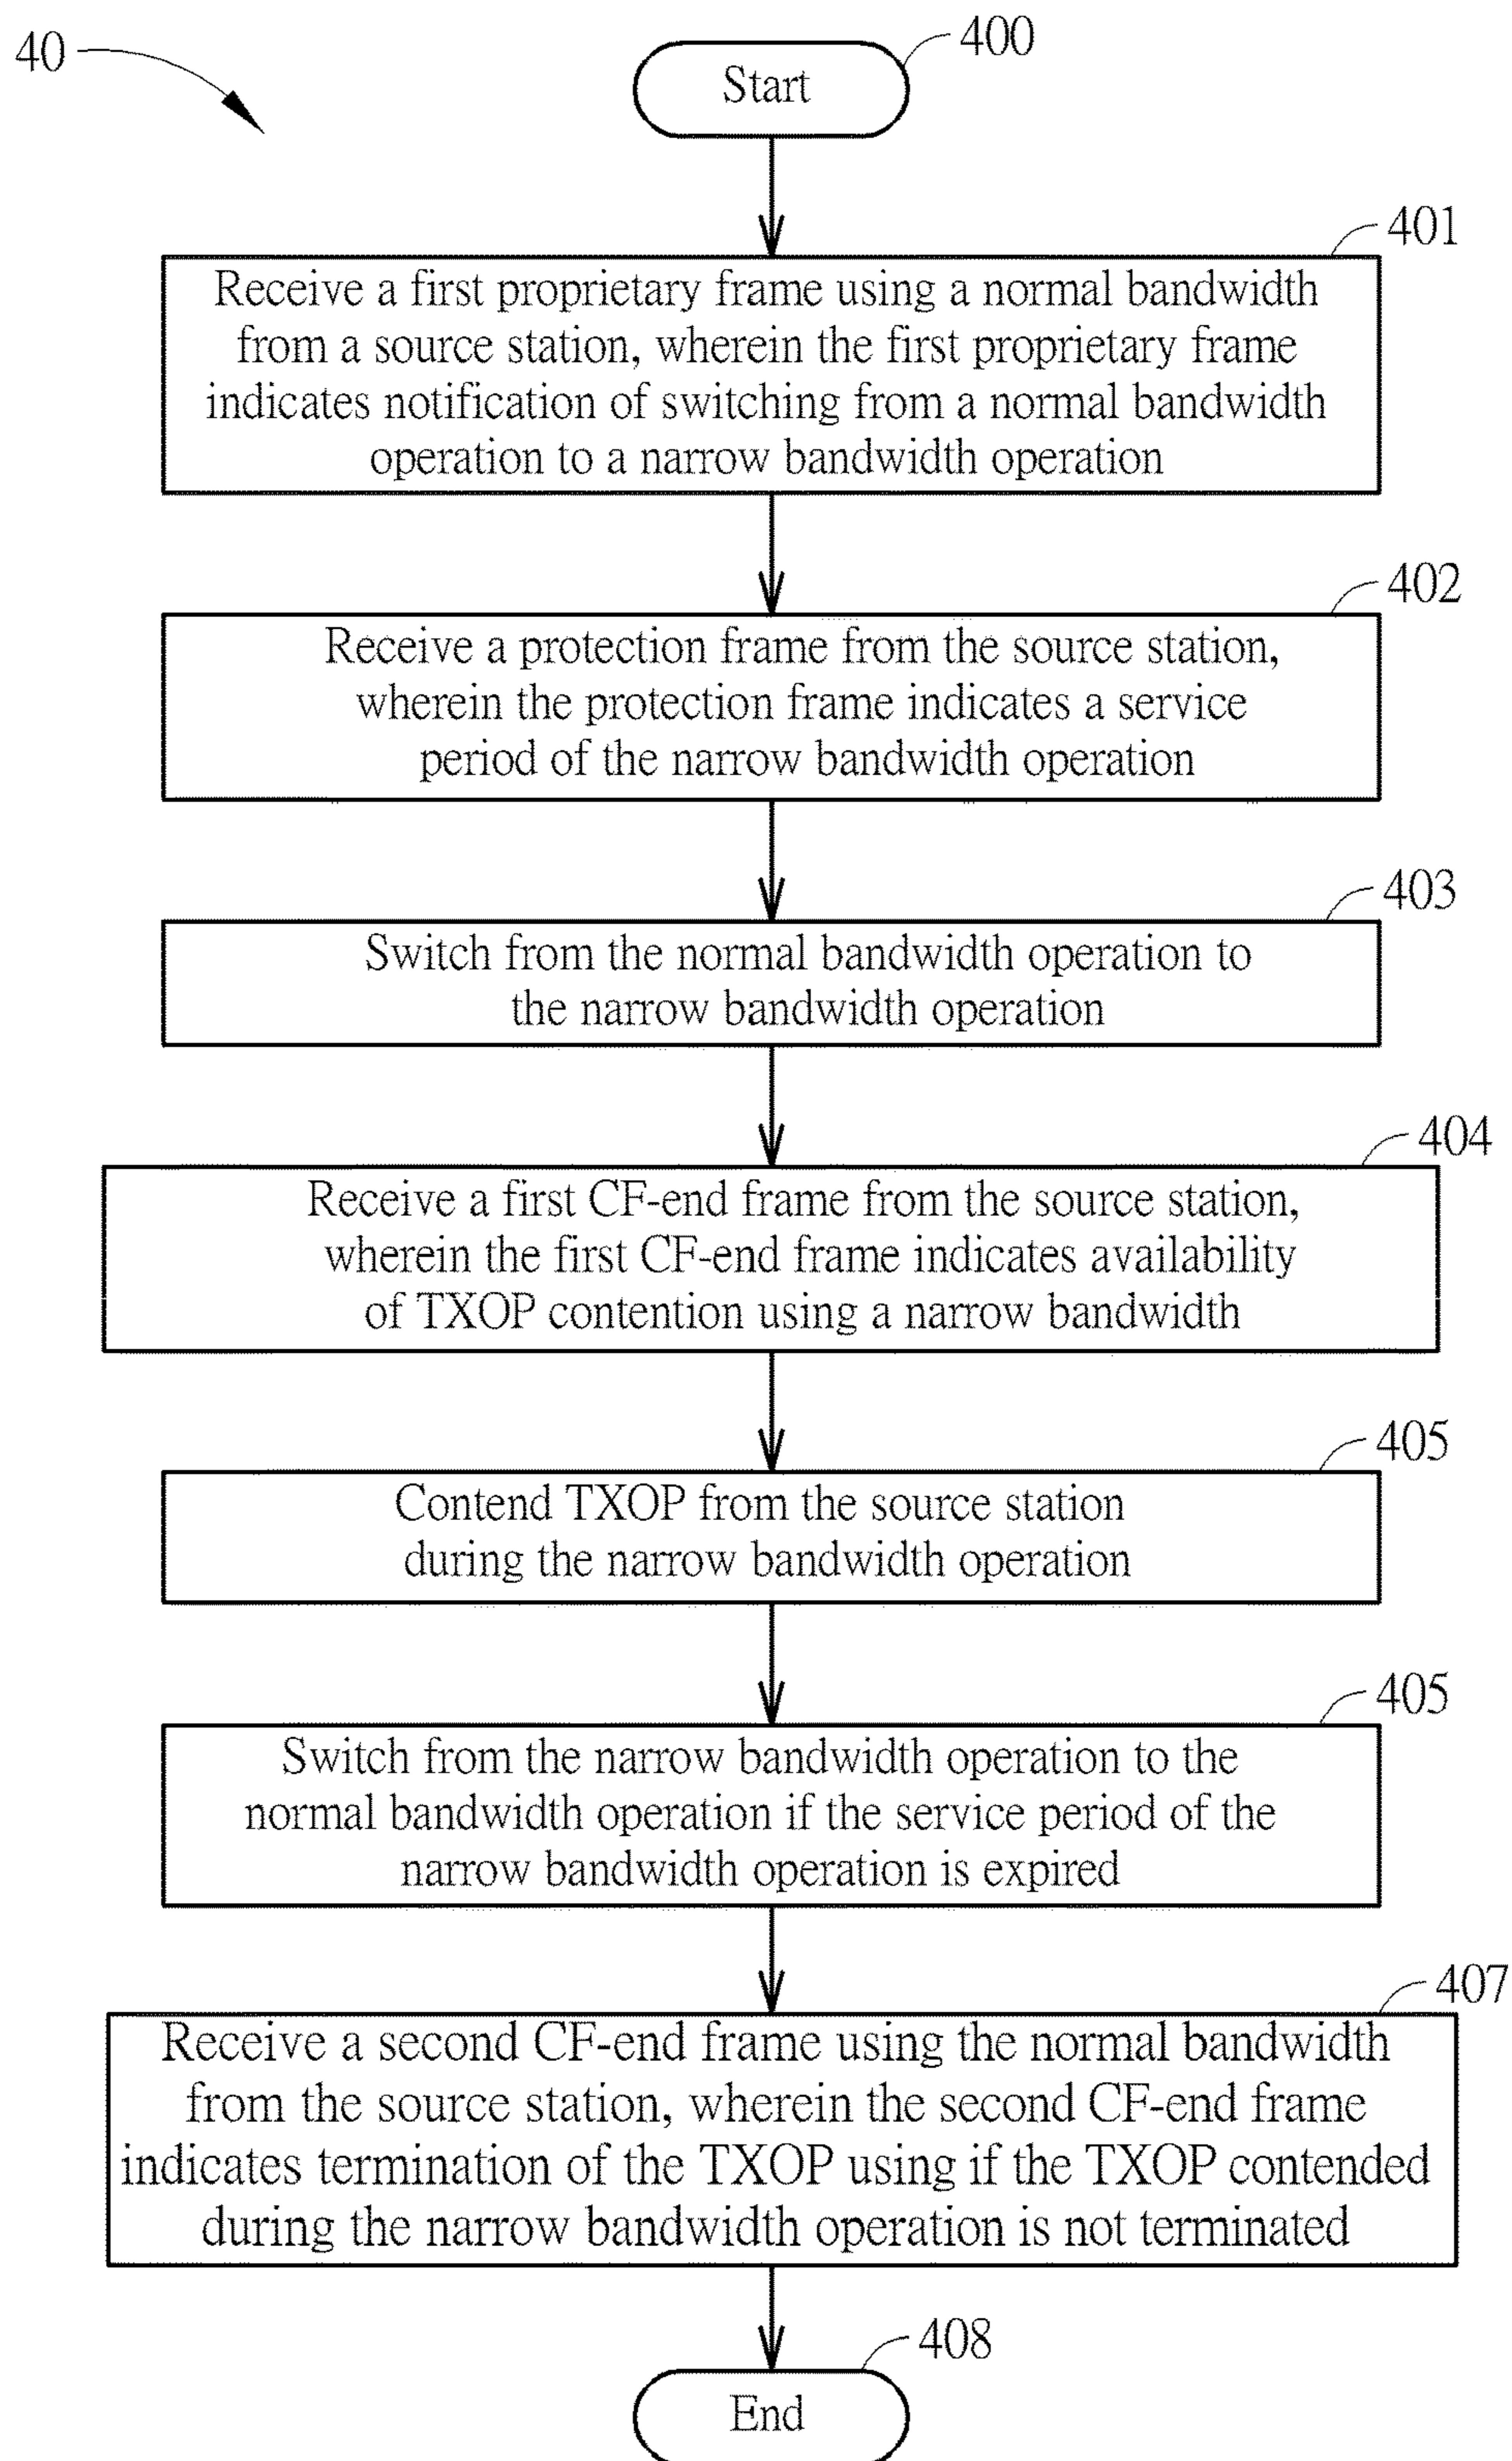 40
400
Start
401
Receive a first proprietary frame using a normal bandwidth
from a source station, wherein the first proprietary frame
indicates notification of switching from a normal bandwidth
operation to a narrow bandwidth operation
402
Receive a protection frame from the source station,
wherein the protection frame indicates a service
period of the narrow bandwidth operation
403
Switch from the normal bandwidth operation to
the narrow bandwidth operation
404
Receive a first CF-end frame from the source station,
wherein the first CF-end frame indicates availability
of TXOP contention using a narrow bandwidth
405
Contend TXOP from the source station
during the narrow bandwidth operation
405
Switch from the narrow bandwidth operation to the
normal bandwidth operation if the service period of the
narrow bandwidth operation is expired
407
Receive a second CF-end frame using the normal bandwidth
from the source station, wherein the second CF-end frame
indicates termination of the TXOP using if the TXOP contended
during the narrow bandwidth operation is not terminated
408
End